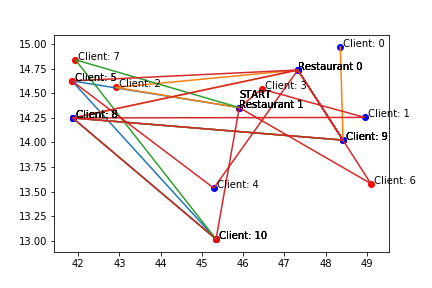 15.00
14.75
14.50
14.25
14.00
13.75
13.50
13.25
13.00
42
43
44
45
46
47
48
49
Client: 0
Client: 7
Restaurant 0
Client: 5
Client: 2
Client: 3
START
Restaurant 1
Client: 8
Client: 1
Client: 9
Client: 6
Client: 4
Client: 10